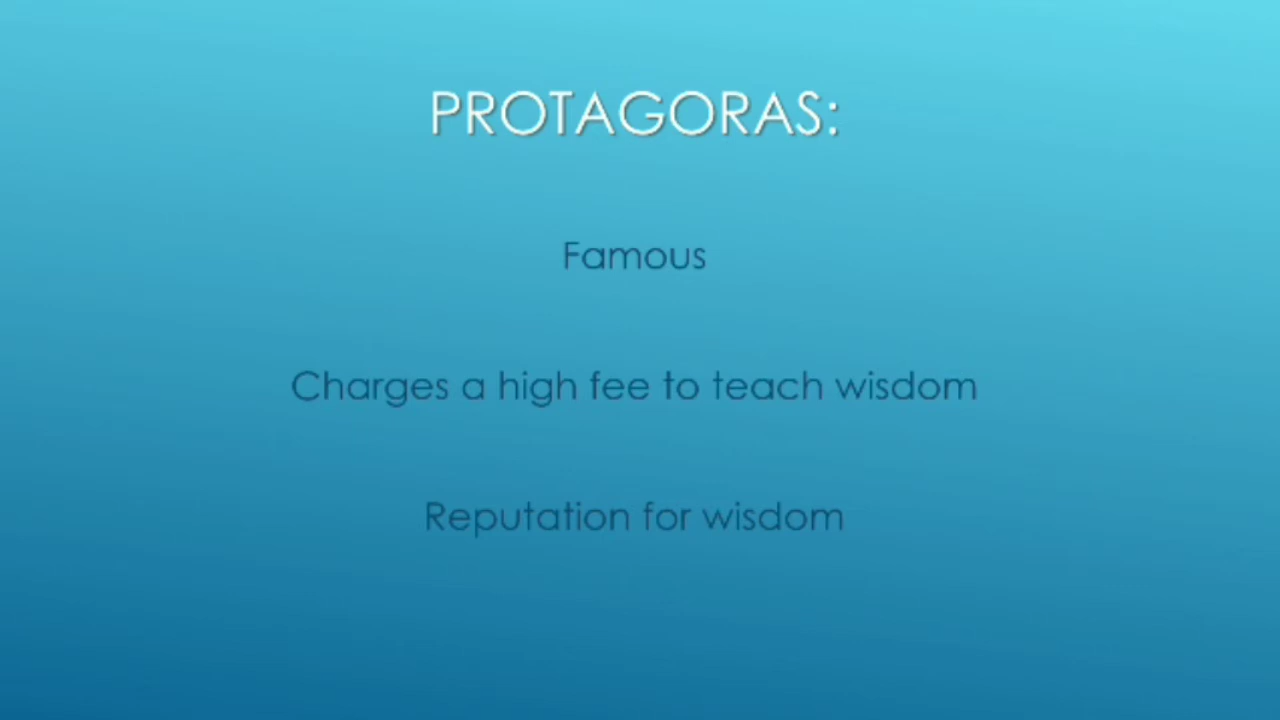 PROTAGORAS:
Famous
Charges a high fee to teach wisdom
Reputation for wisdom